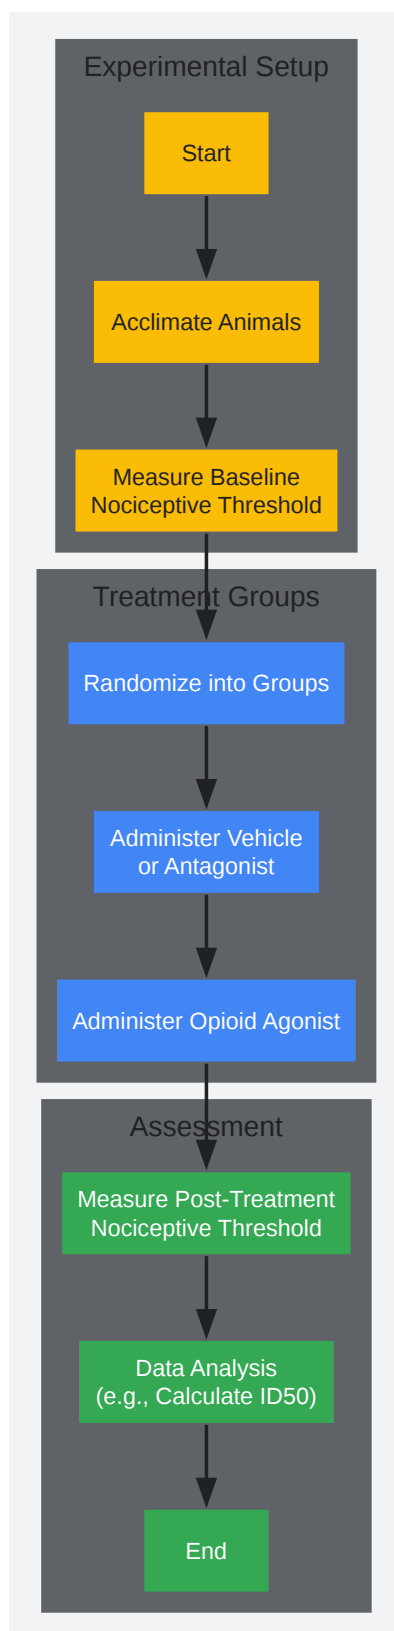 Experimental Setup
Start
Acclimate Animals
Measure Baseline
Nociceptive Threshold
Treatment Groups
Randomize into Groups
Administer Vehicle
or Antagonist
Administer Opioid Agonist
Assessment
Measure Post-Treatment
Nociceptive Threshold
Data Analysis
(e.g., Calculate ID50)
End